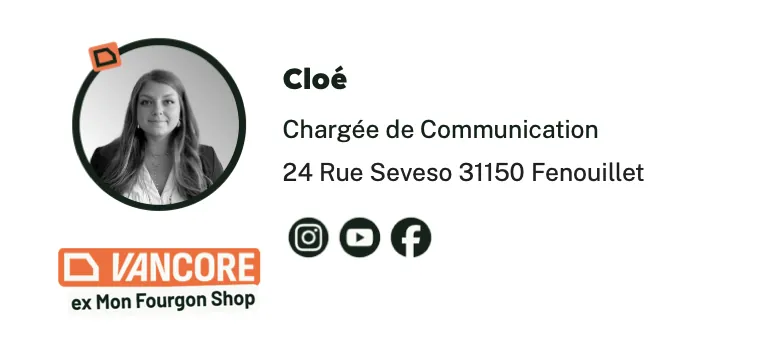 Cloé
Chargée de Communication
24 Rue Seveso 31150 Fenouillet
VANCORE
ex Mon Fourgon Shop